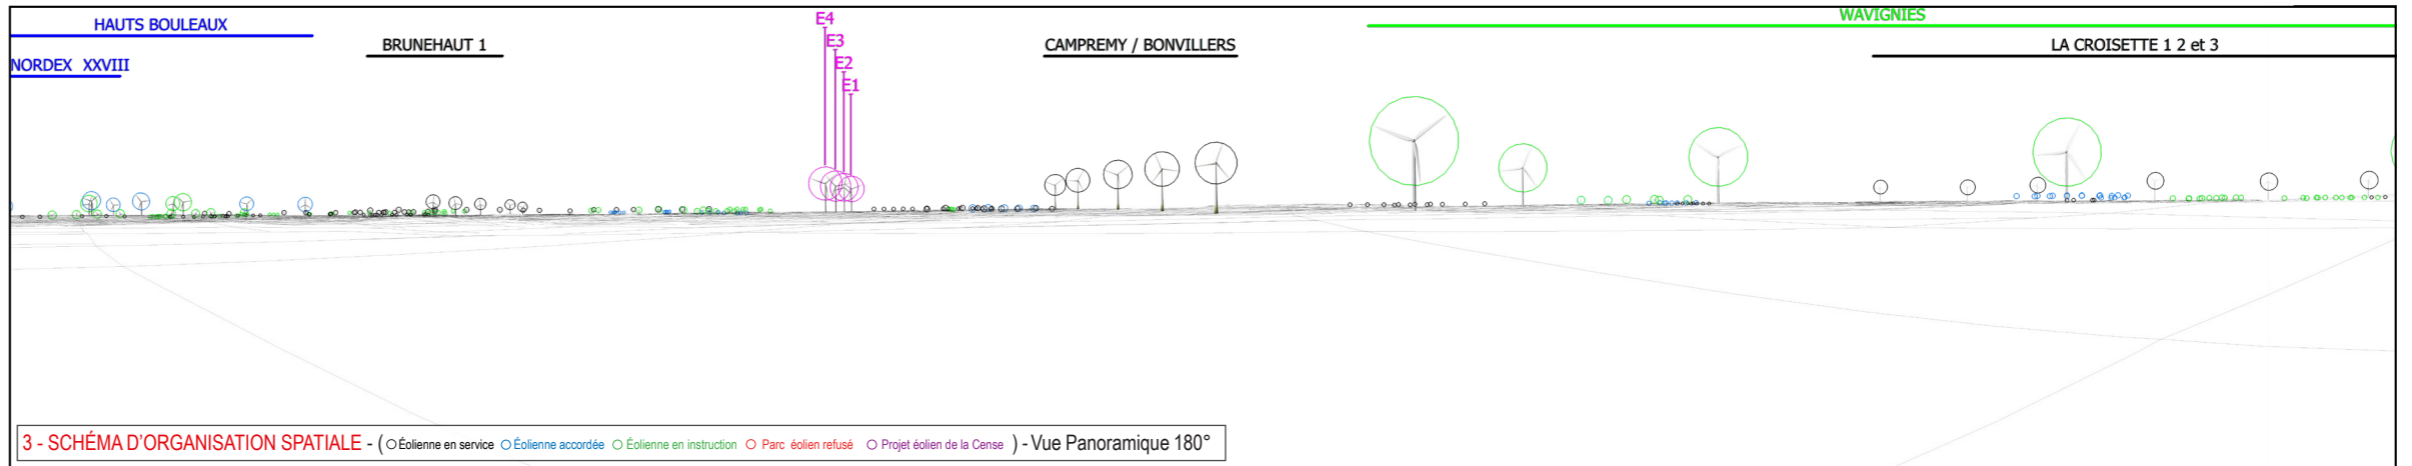 HAUTS BOULEAUX
NORDEX XXVIII
BRUNEHAUT 1
E4
E3
E2
E1
CAMPREMY / BONVILLERS
WAVIGNIES
LA CROISETTE 1 2 et 3
3 - SCHÉMA D'ORGANISATION SPATIALE - ( Éolienne en service Éolienne accordée Éolienne en instruction Parc éolien refusé Projet éolien de la Cense ) - Vue Panoramique 180°